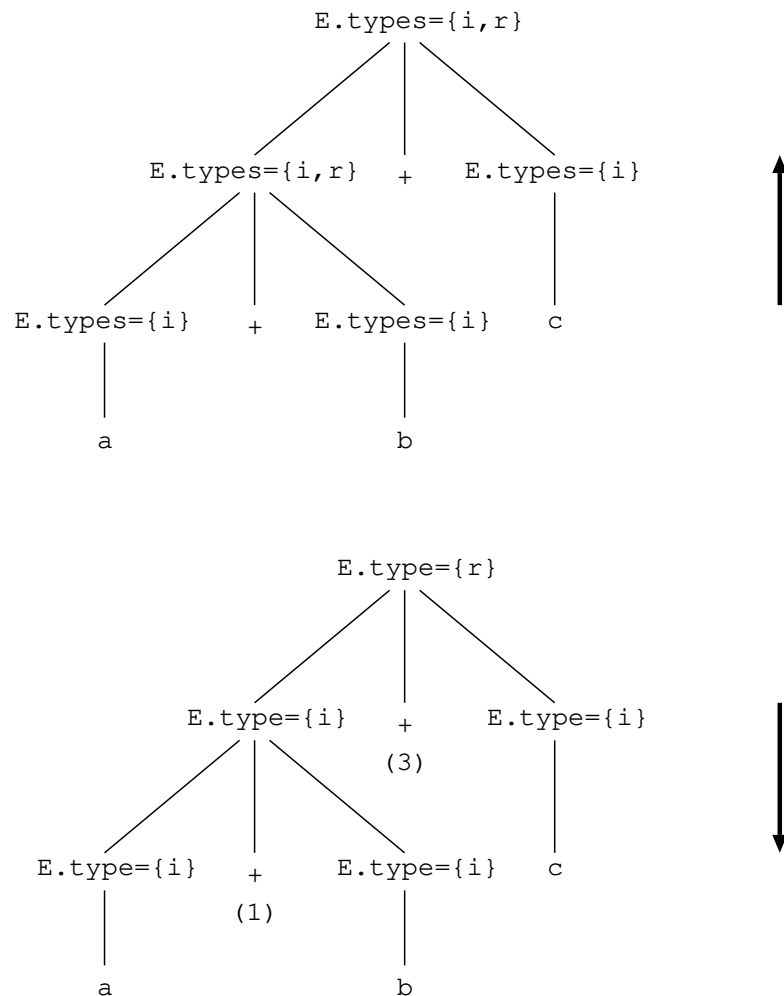 E.types={i,r}
E.types={i,r} + E.types={i}
E.types={i} + E.types={i} c
a b
E.type={r}
E.type={i} + E.type={i}
(3)
E.type={i} + E.type={i} c
(1)
a b